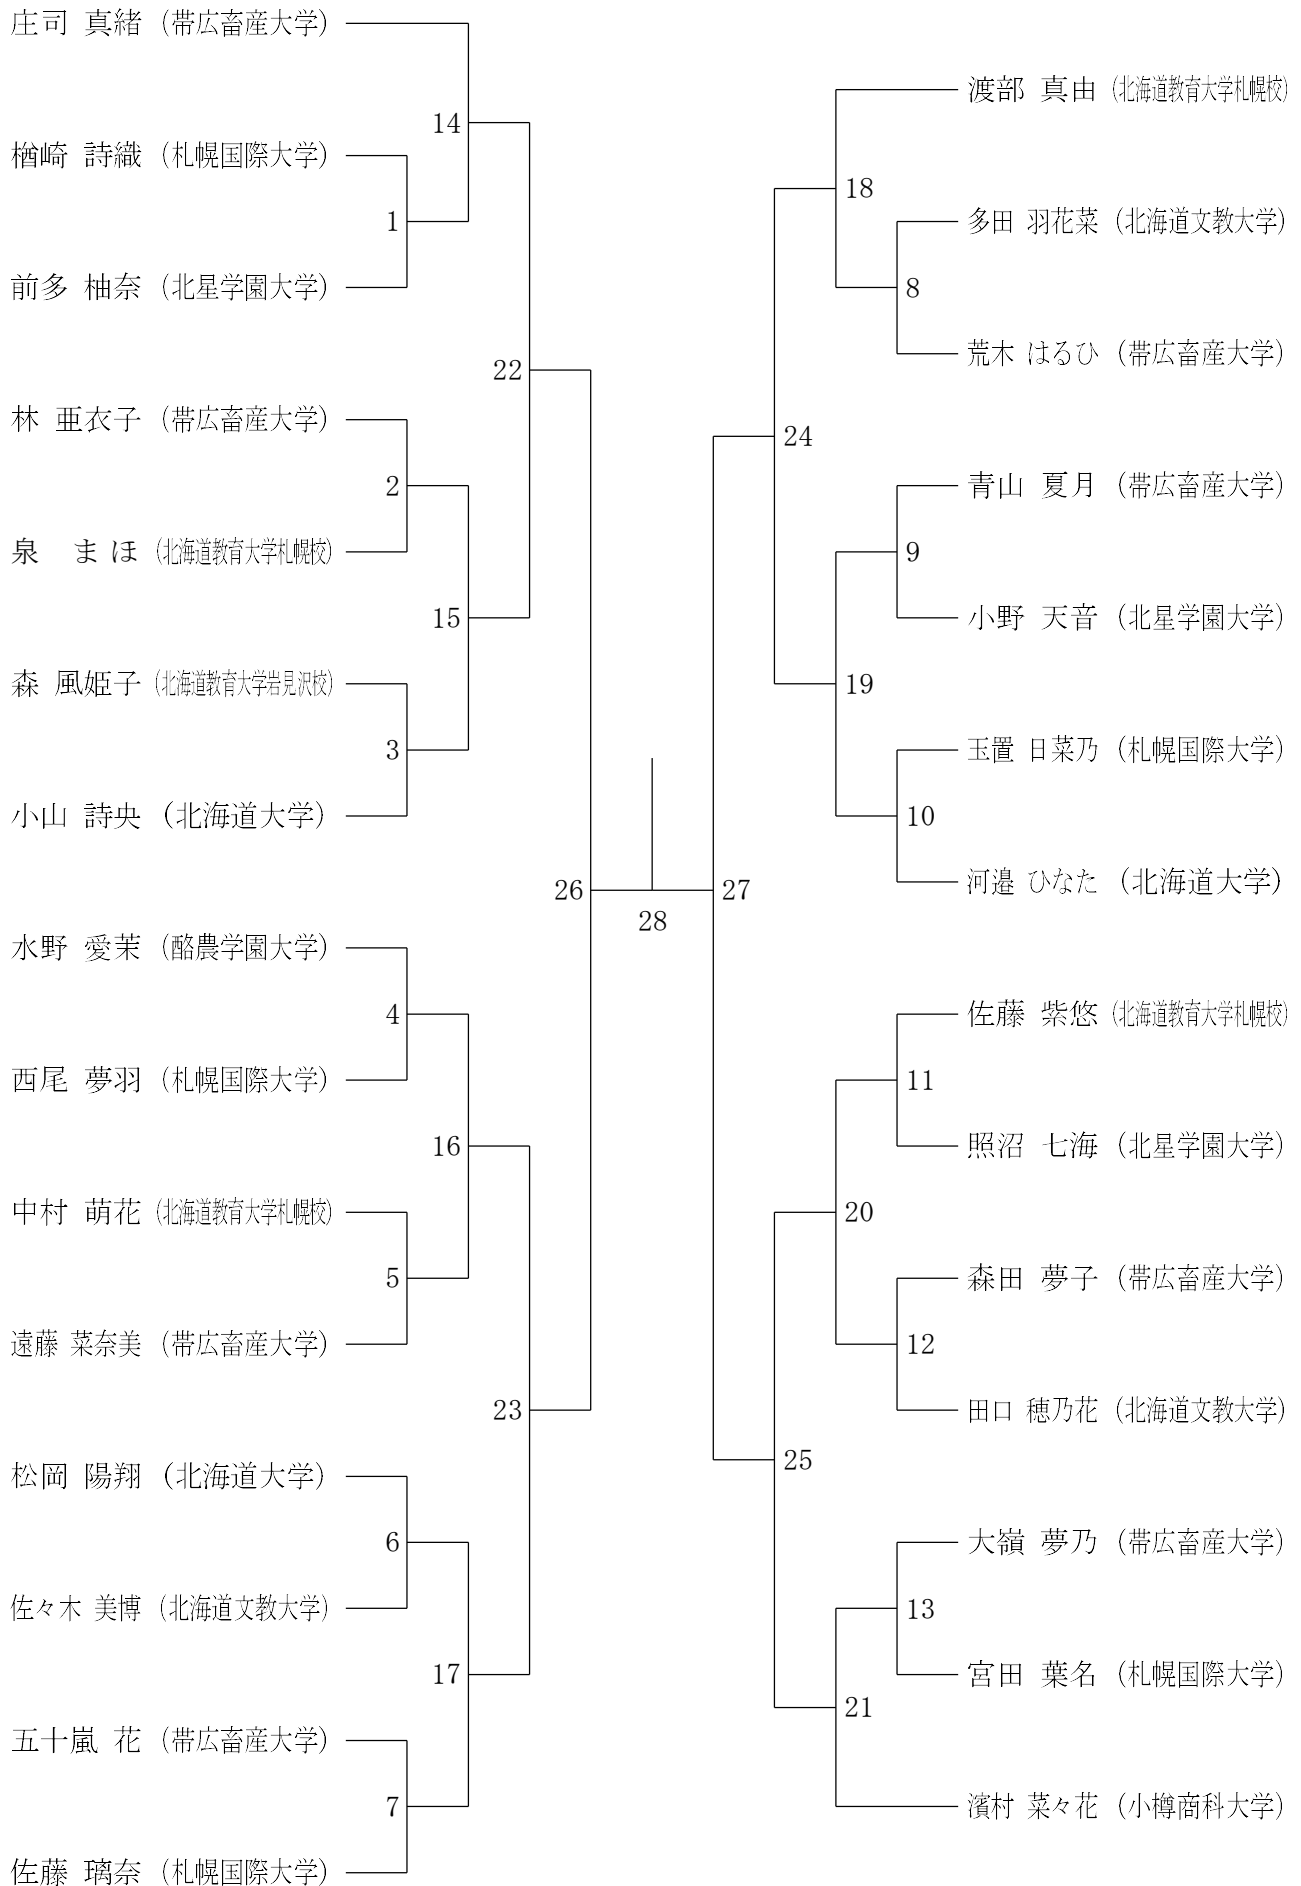 庄司 真緒 (帯広畜産大学)
14
楢崎 詩織 (札幌国際大学)
1
前多 柚奈 (北星学園大学)
22
林 亜衣子 (帯広畜産大学)
2
泉 まほ (北海道教育大学札幌校)
15
森 風姫子 (北海道教育大学岩見沢校)
3
小山 詩央 (北海道大学)
26
水野 愛茉 (酪農学園大学)
4
西尾 夢羽 (札幌国際大学)
16
中村 萌花 (北海道教育大学札幌校)
5
遠藤 菜奈美 (帯広畜産大学)
23
松岡 陽翔 (北海道大学)
6
佐々木 美博 (北海道文教大学)
17
五十嵐 花 (帯広畜産大学)
7
佐藤 璃奈 (札幌国際大学)
28
渡部 真由 (北海道教育大学札幌校)
18
多田 羽花菜 (北海道文教大学)
8
荒木 はるひ (帯広畜産大学)
24
青山 夏月 (帯広畜産大学)
9
小野 天音 (北星学園大学)
19
玉置 日菜乃 (札幌国際大学)
10
河邉 ひなた (北海道大学)
27
佐藤 紫悠 (北海道教育大学札幌校)
11
照沼 七海 (北星学園大学)
20
森田 夢子 (帯広畜産大学)
12
田口 穂乃花 (北海道文教大学)
25
大嶺 夢乃 (帯広畜産大学)
13
宮田 葉名 (札幌国際大学)
21
濱村 菜々花 (小樽商科大学)